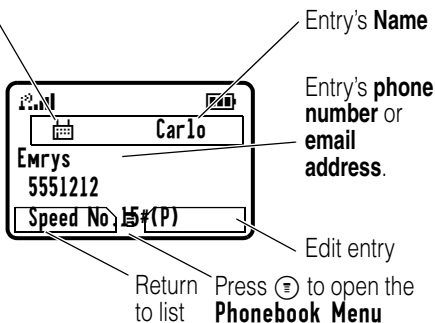 Entry's Name
Entry's phone
number or
email
address.
Carlo
Emrys
5551212
Speed No.15#(P)
Edit entry
Return
to list
Press to open the
Phonebook Menu